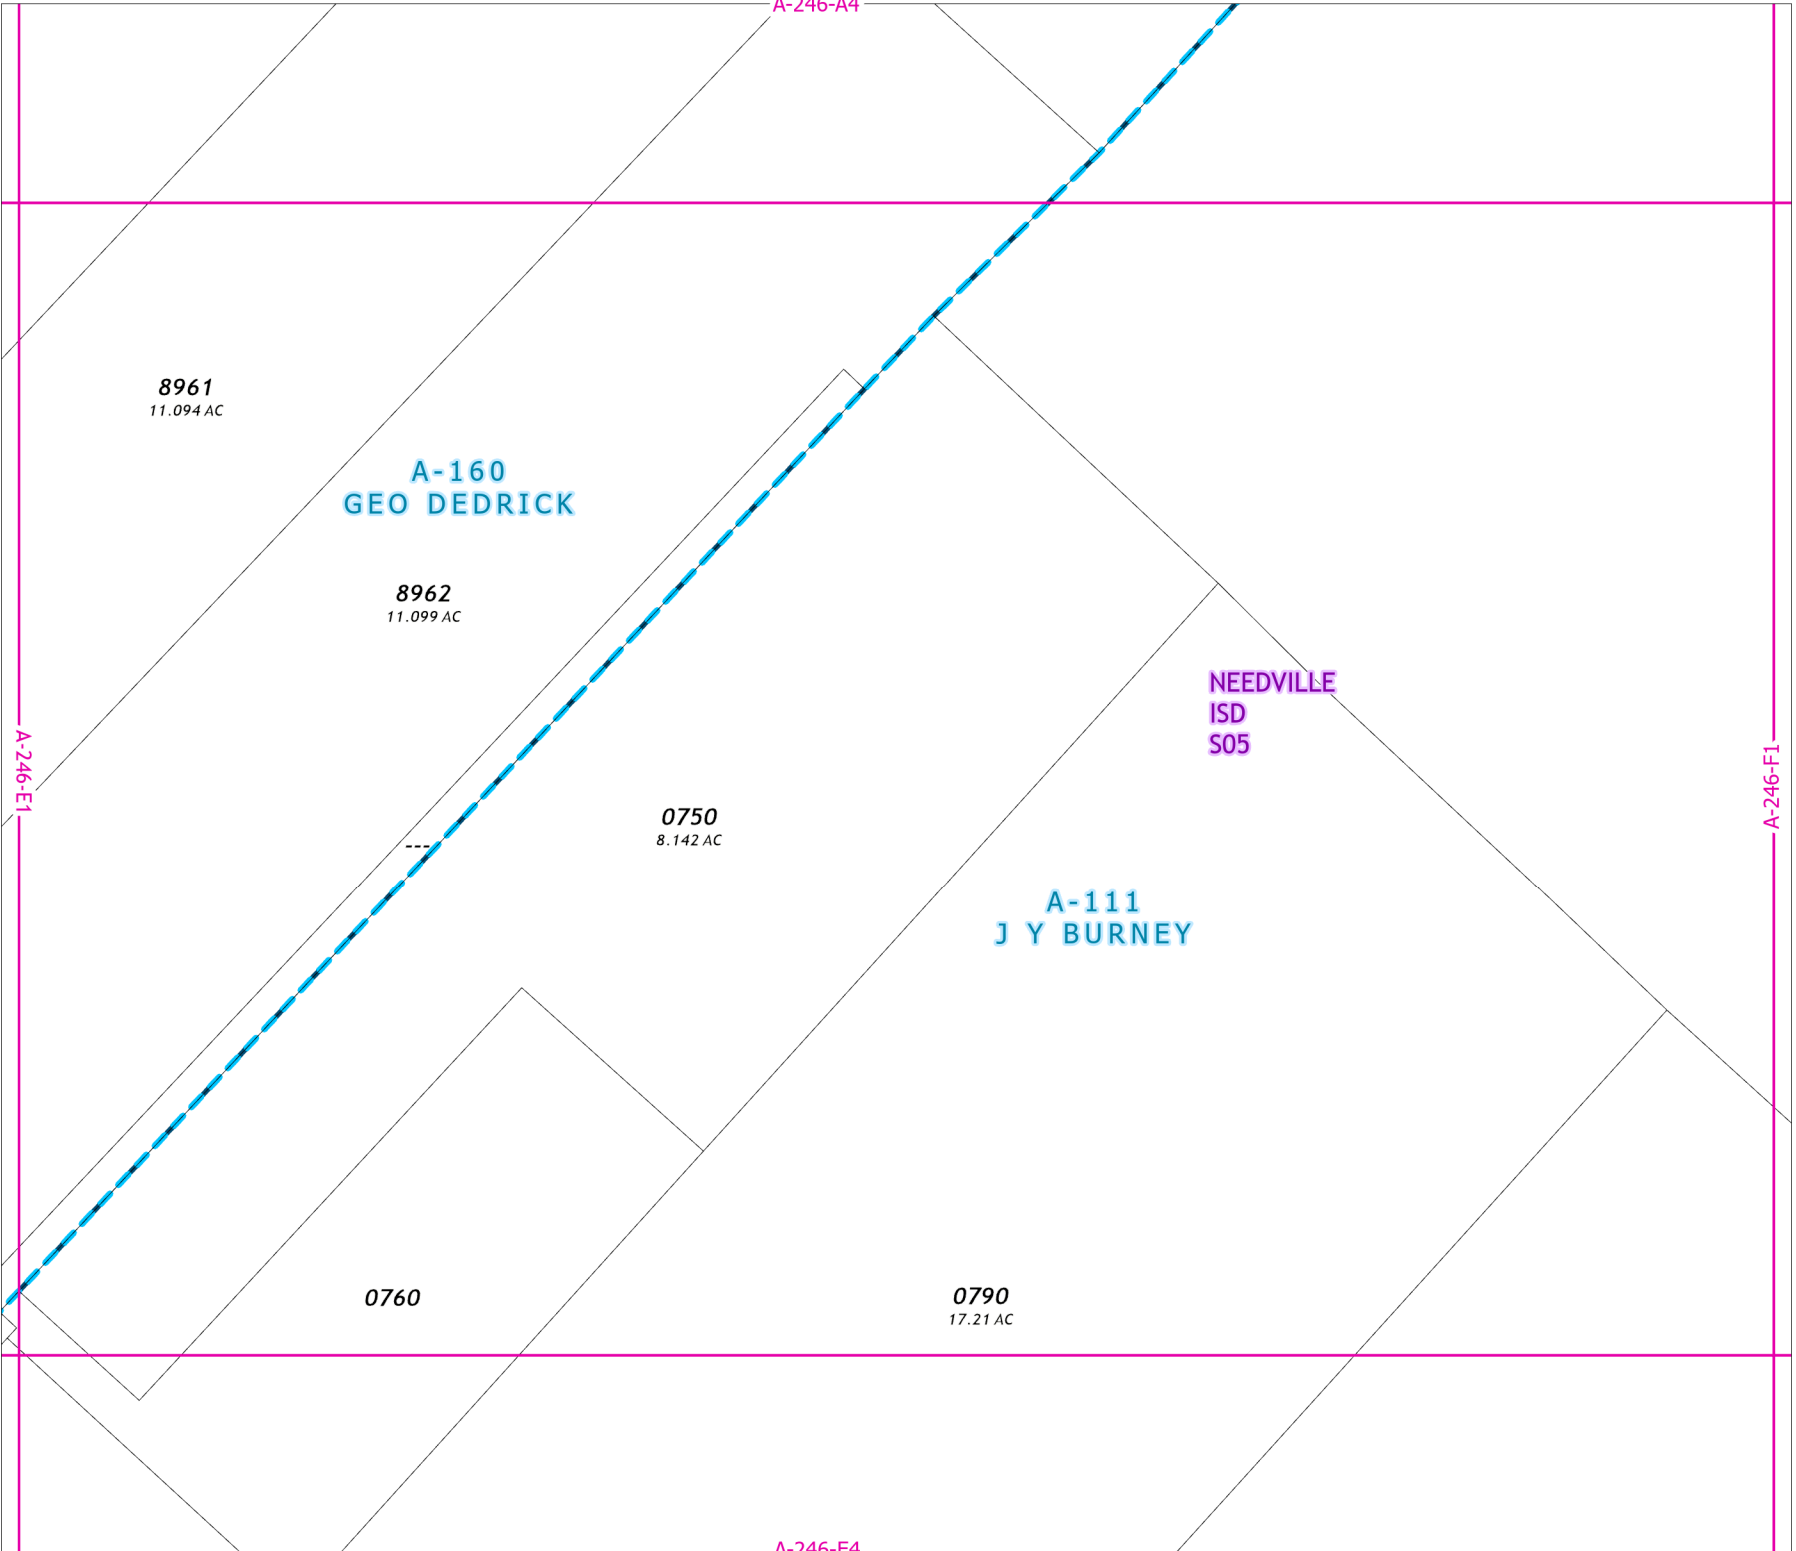 A-246-A4
8961
11.094 AC
A-160
GEO DEDRICK
8962
11.099 AC
NEEDVILLE
ISD
S05
A-246-E1
A-246-F1
0750
8.142 AC
---
A-111
J Y BURNEY
0760
0790
17.21 AC
A-246-E4